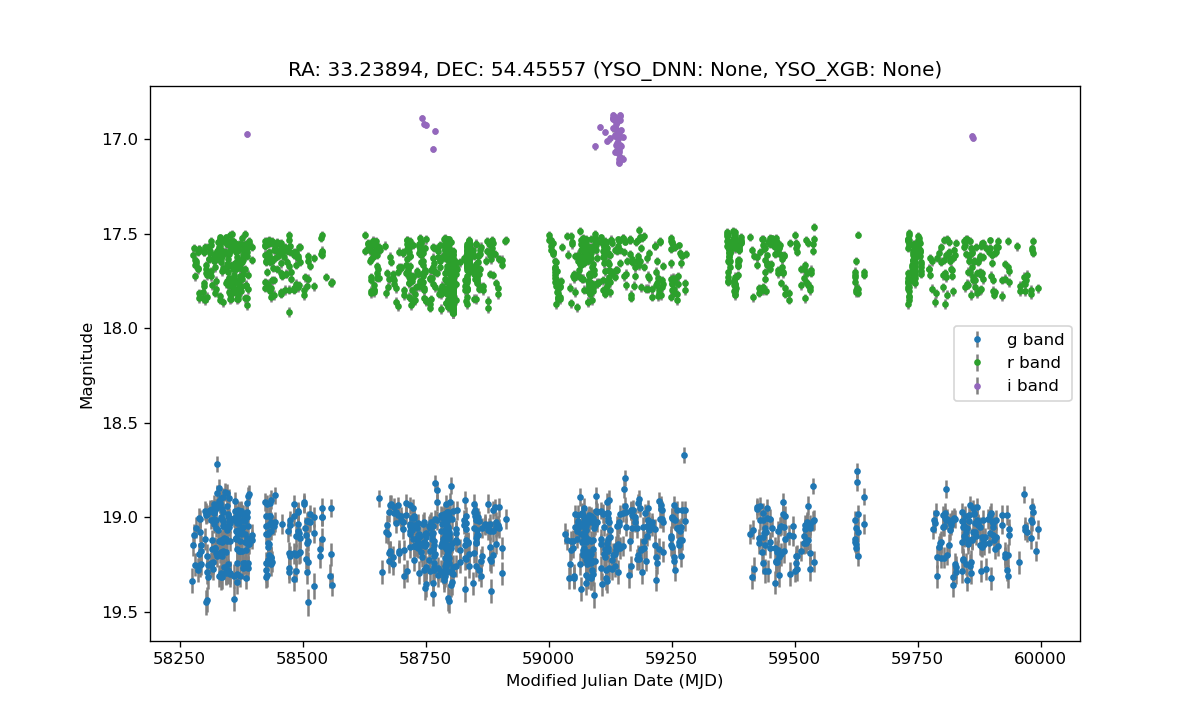 RA: 33.23894, DEC: 54.45557 (YSO_DNN: None, YSO_XGB: None)
17.0
17.5
18.0
18.5
19.0
19.5
Magnitude
g band
r band
i band
58250 58500 58750 59000 59250 59500 59750 60000
Modified Julian Date (MJD)